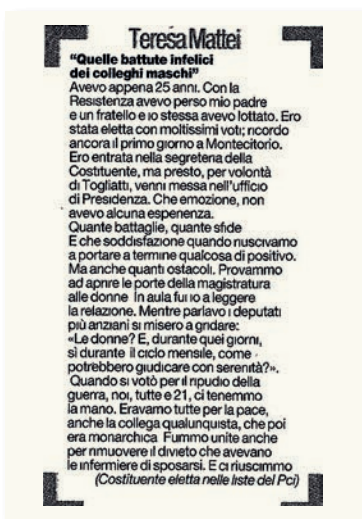 Teresa Mattei
"Quelle battute infelici
dei colleghi maschi"
Avevo appena 25 anni. Con la
Resistenza avevo perso mio padre
e un fratello e io stessa avevo lottato. Ero
stata eletta con moltissimi voti; ricordo
ancora il primo giorno a Montecitorio.
Ero entrata nella segreteria della
Costituente, ma presto, per volontà
di Togliatti, venni messa nell'ufficio
di Presidenza. Che emozione, non
avevo alcuna esperienza.
Quante battaglie, quante sfide
E che soddisfazione quando riuscivamo
a portare a termine qualcosa di positivo.
Ma anche quanti ostacoli. Provammo
ad aprire le porte della magistratura
alle donne In aula fui io a leggere
la relazione. Mentre parlavo i deputati
più anziani si misero a gridare:
«Le donne? E, durante quei giorni,
sì durante il ciclo mensile, come
potrebbero giudicare con serenità?».
Quando si votò per il ripudio della
guerra, noi, tutte e 21, ci tenemmo
la mano. Eravamo tutte per la pace,
anche la collega qualunquista, che poi
era monarchica Fummo unite anche
per rimuovere il divieto che avevano
le infermiere di sposarsi. E ci riuscimmo
(Costituente eletta nelle liste del Pci)